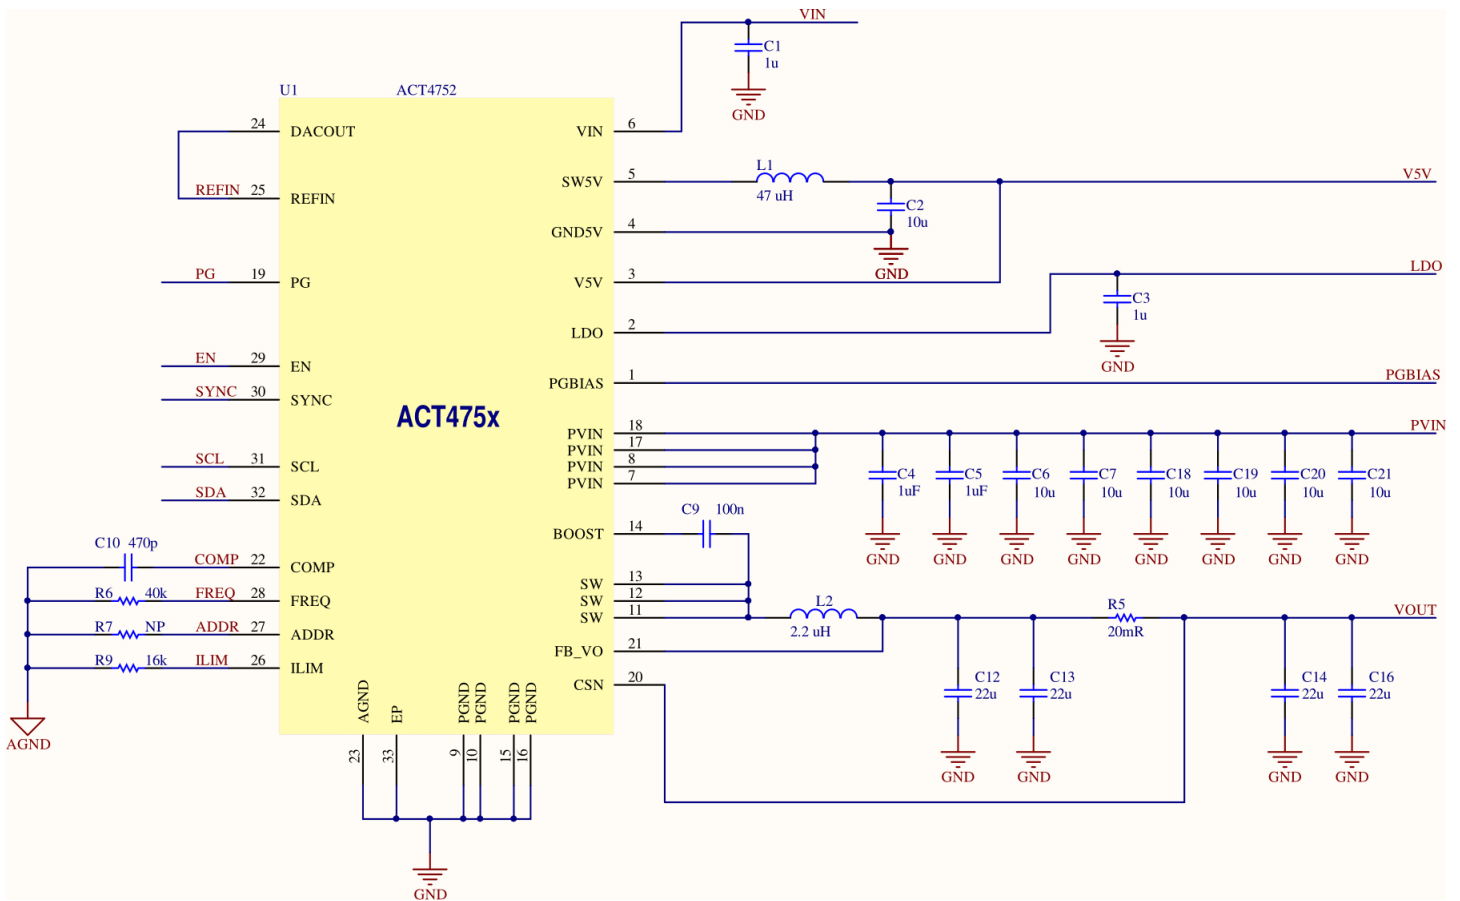 VIN
C1
1u
GND
U1 ACT4752
24 DACOUT
VIN 6
L1
47 uH
SW5V 5
V5V
REFIN 25 REFIN
C2
10u
GND5V 4
GND
PG 19 PG
V5V 3
LDO
C3
1u
LDO 2
GND
EN 29 EN
PGBIAS 1
PGBIAS
SYNC 30 SYNC
ACT475x
PVIN 18
PVIN 17
PVIN 8
PVIN 7
PVIN
SCL 31 SCL
SDA 32 SDA
C4
1uF
C5
1uF
C6
10u
C7
10u
C18
10u
C19
10u
C20
10u
C21
10u
GND GND GND GND GND GND GND GND
BOOST 14
C9 100n
C10 470p
COMP 22 COMP
R6 40k FREQ 28 FREQ
R7 NP ADDR 27 ADDR
R9 16k ILIM 26 ILIM
AGND
SW 13
SW 12
SW 11
L2
2.2 uH
R5
20mR
VOUT
FB_VO 21
CSN 20
C12
22u
C13
22u
C14
22u
C16
22u
GND GND GND GND
AGND EP PGND PGND PGND PGND
23 33 9 10 15 16
GND